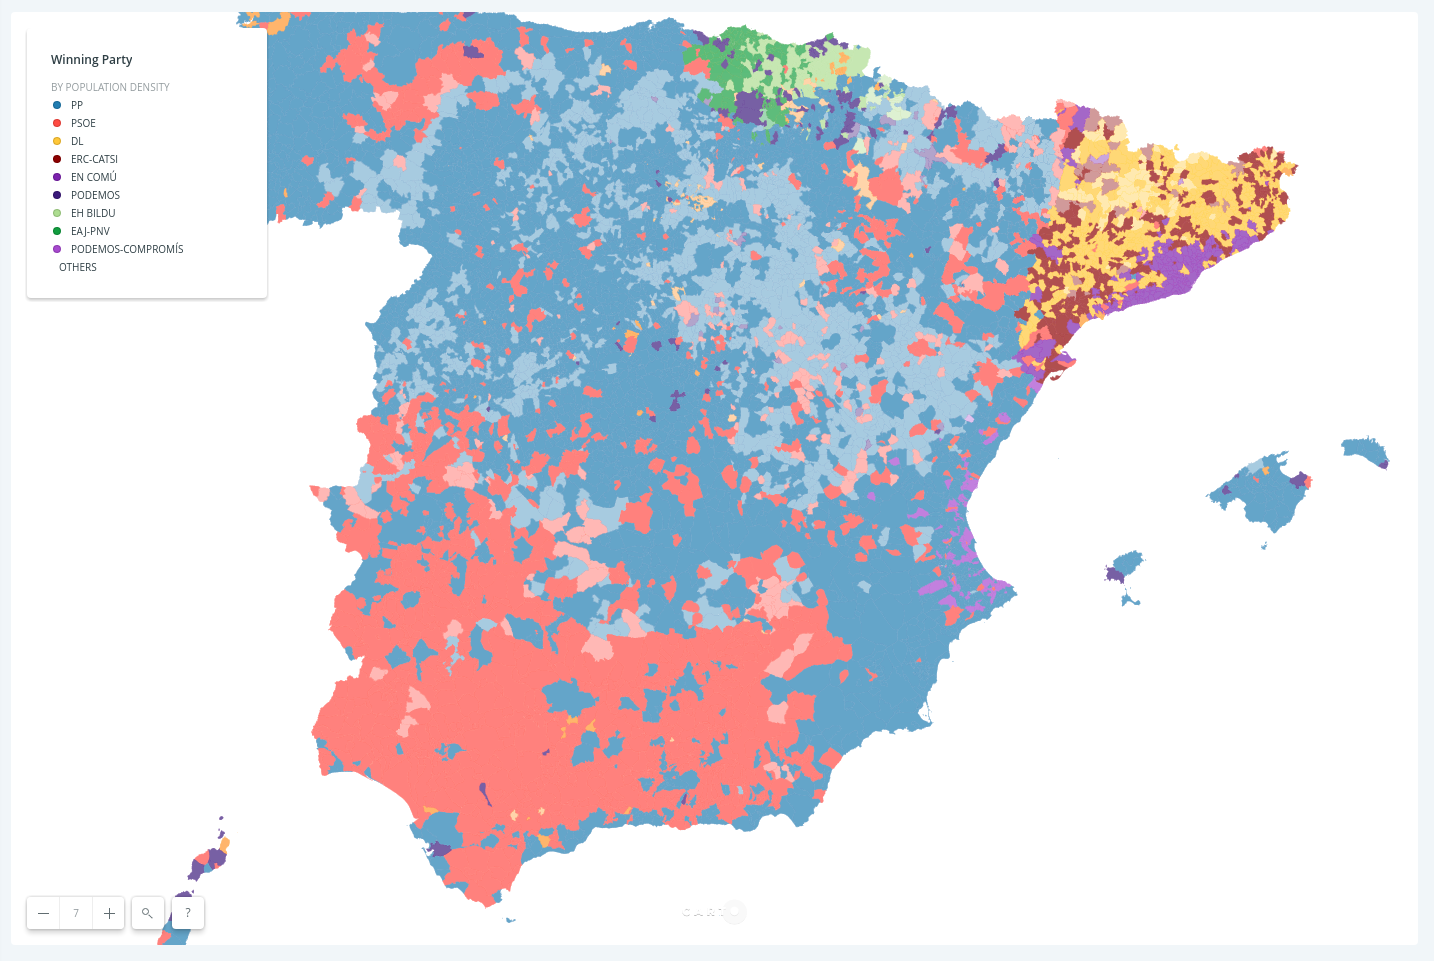 Winning Party
BY POPULATION DENSITY
PP
PSOE
DL
ERC-CATSI
EN COMÚ
PODEMOS
EH BILDU
EAJ-PNV
PODEMOS-COMPROMÍS
OTHERS
7
?
CARTO